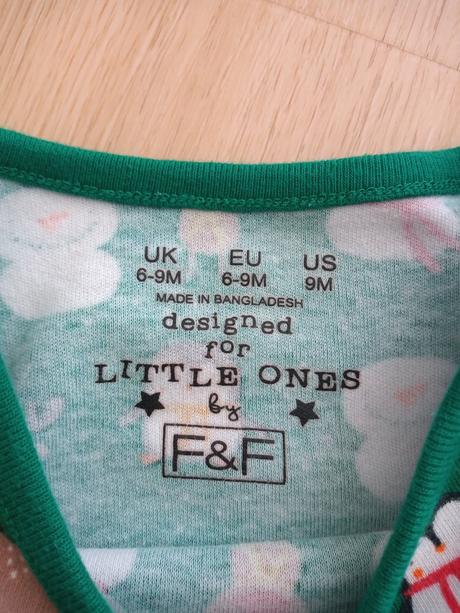 UK EU US
6-9M 6-9M 9M
MADE IN BANGLADESH
designed
for
LITTLE ONES
by
F&F